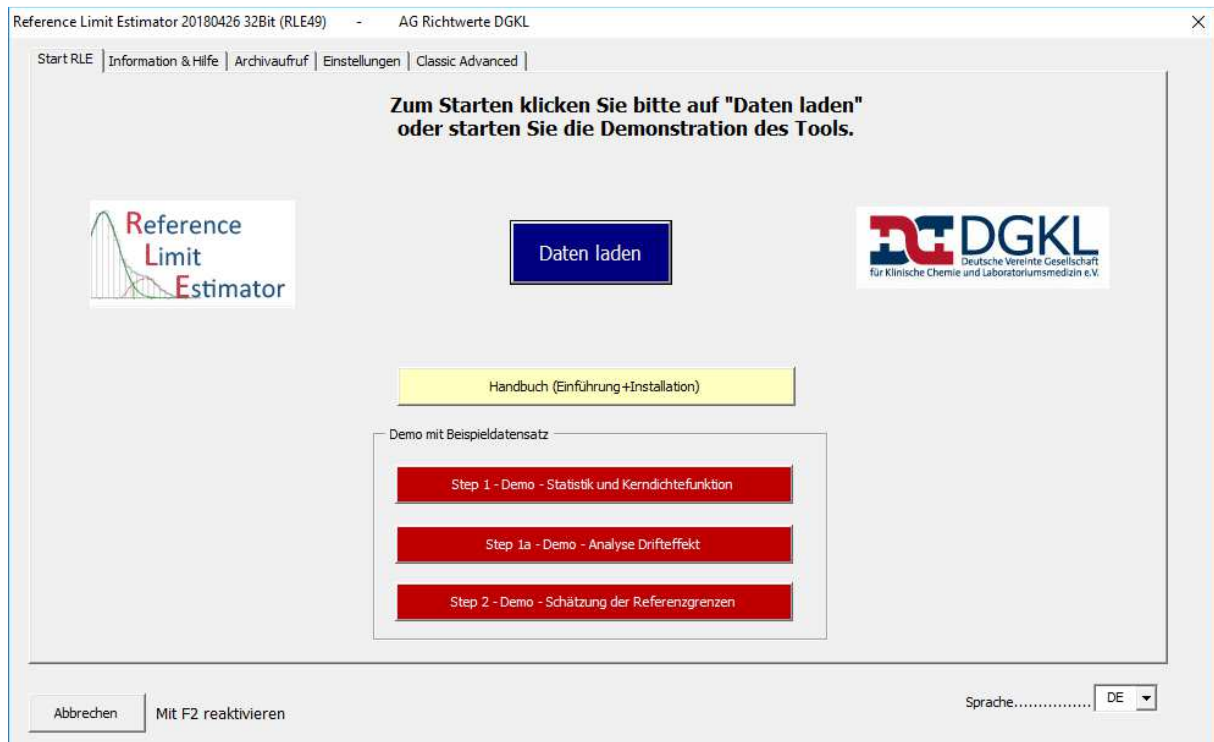 Reference Limit Estimator 20180426 32Bit (RLE49) - AG Richtwerte DGKL
Start RLE | Information & Hilfe | Archivaufruf | Einstellungen | Classic Advanced |
Zum Starten klicken Sie bitte auf "Daten laden"
oder starten Sie die Demonstration des Tools.
Reference
Limit
Estimator
Daten laden
DGKL
Deutsche Vereinte Gesellschaft
für Klinische Chemie und Laboratoriumsmedizin e.V.
Handbuch (Einführung+Installation)
Demo mit Beispieldatensatz
Step 1 - Demo - Statistik und Kerndichtefunktion
Step 1a - Demo - Analyse Drifteffekt
Step 2 - Demo - Schätzung der Referenzgrenzen
Abbrechen
Mit F2 reaktivieren
Sprache................ DE